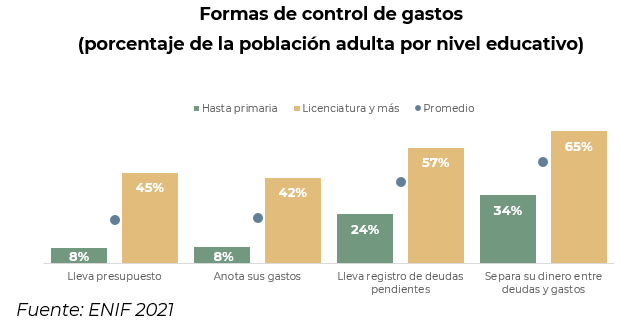 Formas de control de gastos
(porcentaje de la población adulta por nivel educativo)
Hasta primaria Licenciatura y más Promedio
8% 45% 8% 42% 24% 57% 34% 65%
Lleva presupuesto Anota sus gastos Lleva registro de deudas pendientes Separa su dinero entre deudas y gastos
Fuente: ENIF 2021